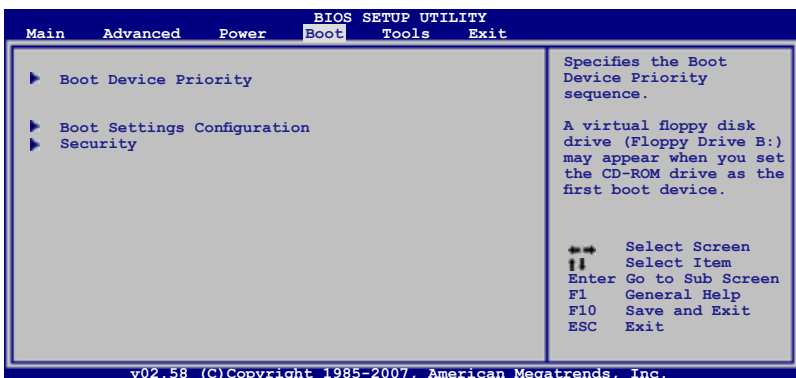 BIOS SETUP UTILITY
Main Advanced Power Boot Tools Exit
Boot Device Priority
Boot Settings Configuration
Security
Specifies the Boot
Device Priority
sequence.
A virtual floppy disk
drive (Floppy Drive B:)
may appear when you set
the CD-ROM drive as the
first boot device.
Select Screen
Select Item
Enter Go to Sub Screen
F1 General Help
F10 Save and Exit
ESC Exit
v02.58 (C)Copyright 1985-2007, American Megatrends, Inc.